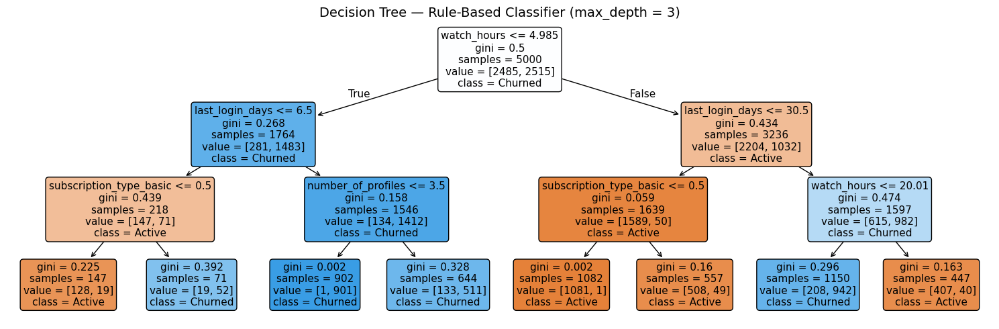 Decision Tree — Rule-Based Classifier (max_depth = 3)
watch_hours <= 4.985
gini = 0.5
samples = 5000
value = [2485, 2515]
class = Churned
True
False
last_login_days <= 6.5
gini = 0.268
samples = 1764
value = [281, 1483]
class = Churned
last_login_days <= 30.5
gini = 0.434
samples = 3236
value = [2204, 1032]
class = Active
subscription_type_basic <= 0.5
gini = 0.439
samples = 218
value = [147, 71]
class = Active
number_of_profiles <= 3.5
gini = 0.158
samples = 1546
value = [134, 1412]
class = Churned
subscription_type_basic <= 0.5
gini = 0.059
samples = 1639
value = [1589, 50]
class = Active
watch_hours <= 20.01
gini = 0.474
samples = 1597
value = [615, 982]
class = Churned
gini = 0.225
samples = 147
value = [128, 19]
class = Active
gini = 0.392
samples = 71
value = [19, 52]
class = Churned
gini = 0.002
samples = 902
value = [1, 901]
class = Churned
gini = 0.328
samples = 644
value = [133, 511]
class = Churned
gini = 0.002
samples = 1082
value = [1081, 1]
class = Active
gini = 0.16
samples = 557
value = [508, 49]
class = Active
gini = 0.296
samples = 1150
value = [208, 942]
class = Churned
gini = 0.163
samples = 447
value = [407, 40]
class = Active